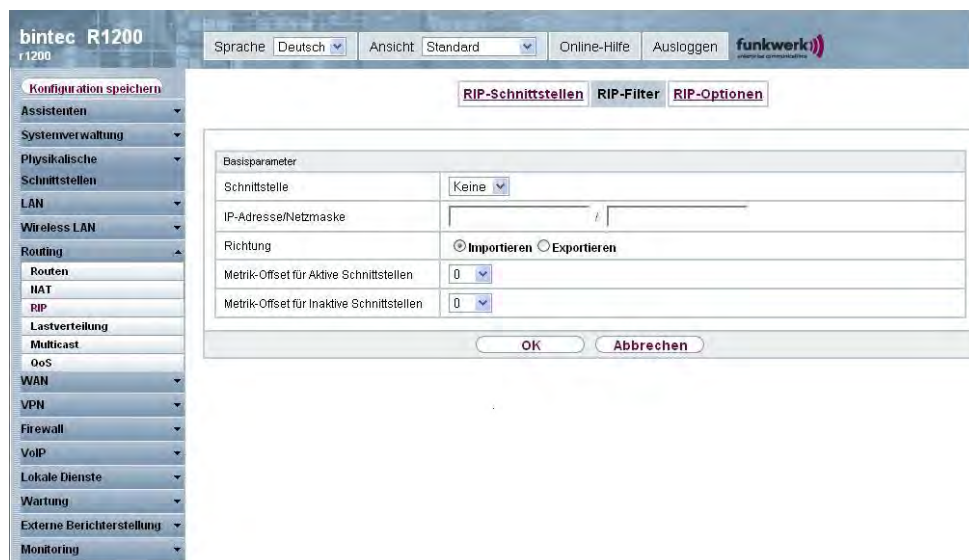 bintec R1200
r1200
Sprache Deutsch Ansicht Standard Online-Hilfe Ausloggen funkwerk
Konfiguration speichern
Assistenten
Systemverwaltung
Physikalische
Schnittstellen
LAN
Wireless LAN
Routing
Routen
NAT
RIP
Lastverteilung
Multicast
QoS
WAN
VPN
Firewall
VoIP
Lokale Dienste
Wartung
Externe Berichterstellung
Monitoring
RIP-Schnittstellen RIP-Filter RIP-Optionen
Basisparameter
Schnittstelle Keine
IP-Adresse/Netzmaske /
Richtung Importieren Exportieren
Metrik-Offset für Aktive Schnittstellen 0
Metrik-Offset für Inaktive Schnittstellen 0
OK Abbrechen